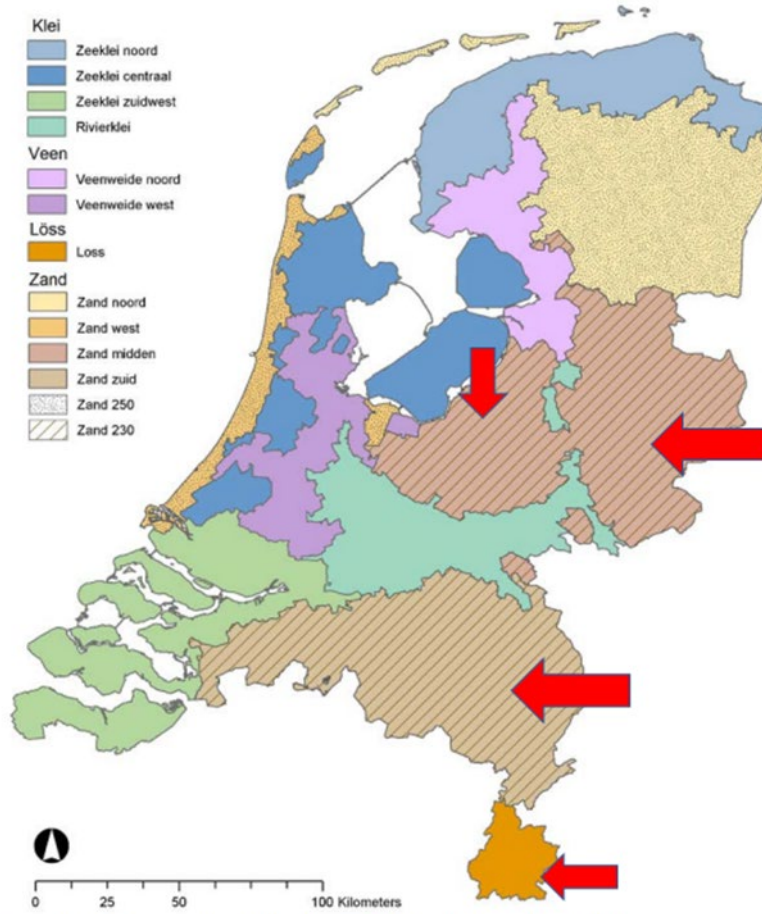 Klei
Zeeklei noord
Zeeklei centraal
Zeeklei zuidwest
Rivierklei
Veen
Veenweide noord
Veenweide west
Löss
Loss
Zand
Zand noord
Zand west
Zand midden
Zand zuid
Zand 250
Zand 230
0 25 50 100 Kilometers